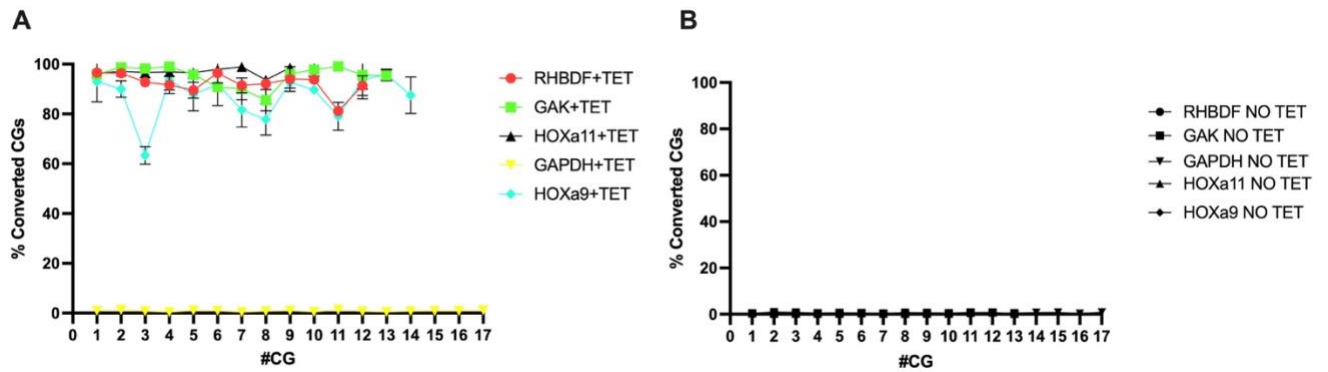 A
% Converted CGs
100
80
60
40
20
0
0 1 2 3 4 5 6 7 8 9 10 11 12 13 14 15 16 17
#CG
RHBDF+TET
GAK+TET
HOXa11+TET
GAPDH+TET
HOXa9+TET
B
% Converted CGs
100
80
60
40
20
0
0 1 2 3 4 5 6 7 8 9 10 11 12 13 14 15 16 17
#CG
RHBDF NO TET
GAK NO TET
GAPDH NO TET
HOXa11 NO TET
HOXa9 NO TET